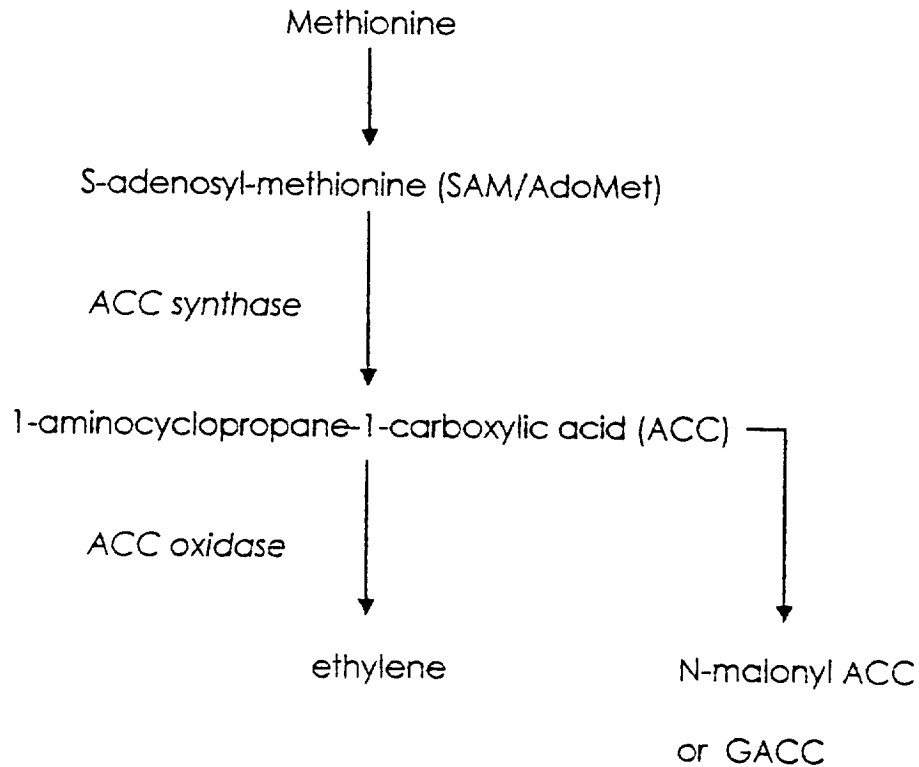 Methionine
S-adenosyl-methionine (SAM/AdoMet)
ACC synthase
1-aminocyclopropane-1-carboxylic acid (ACC)
ACC oxidase
ethylene
N-malonyl ACC
or GACC